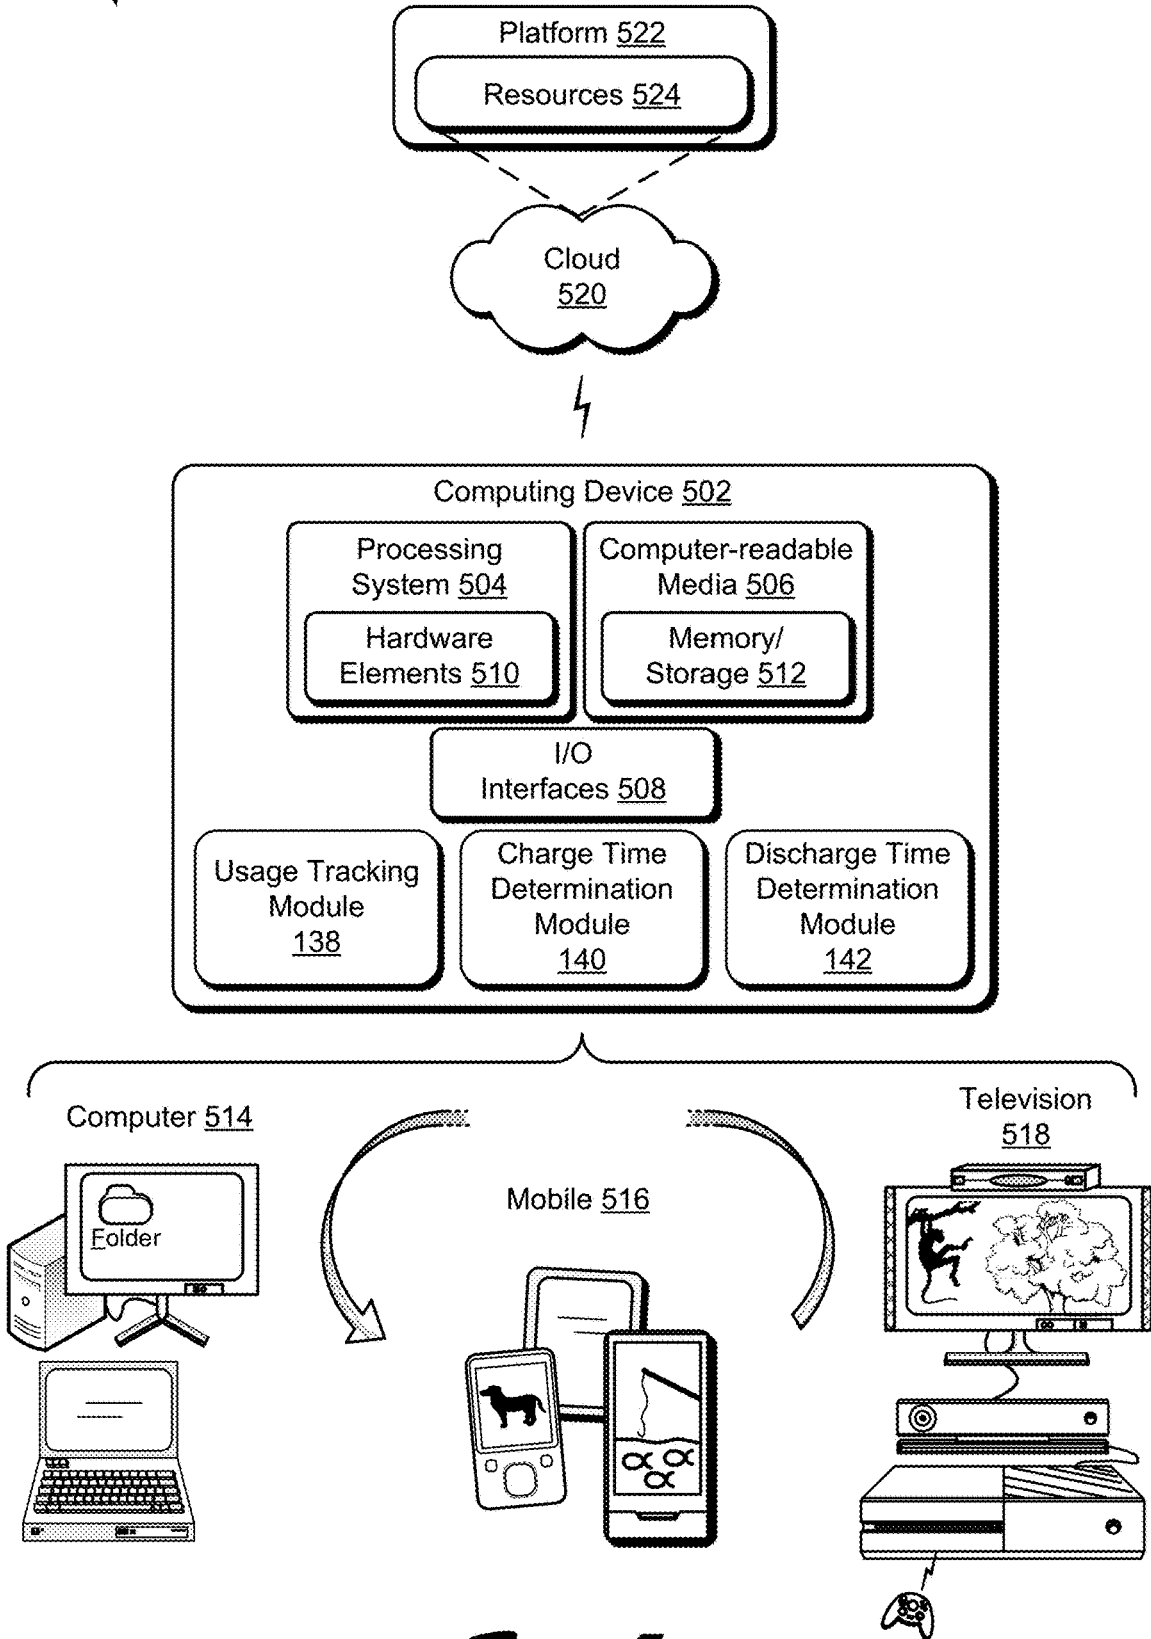 Platform 522
Resources 524
Cloud
520
Computing Device 502
Processing
System 504
Hardware
Elements 510
Computer-readable
Media 506
Memory/
Storage 512
I/O
Interfaces 508
Usage Tracking
Module
138
Charge Time
Determination
Module
140
Discharge Time
Determination
Module
142
Computer 514
Folder
Mobile 516
Television
518